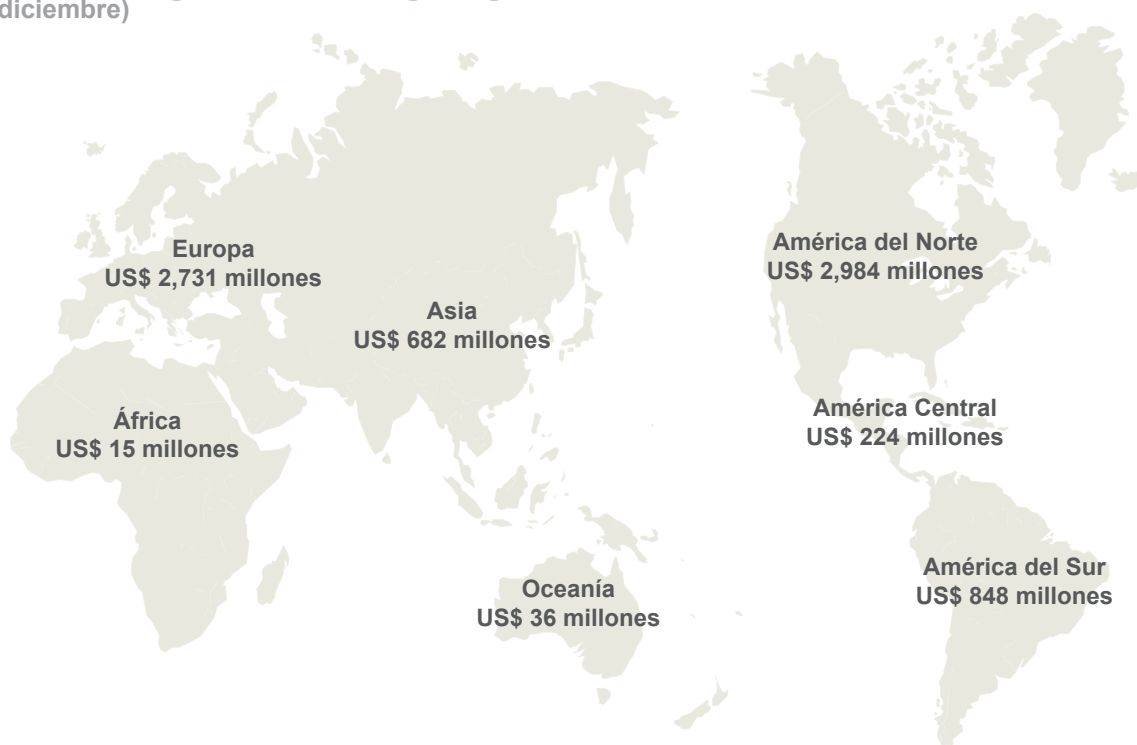 diciembre)
Europa
US$ 2,731 millones
América del Norte
US$ 2,984 millones
Asia
US$ 682 millones
África
US$ 15 millones
América Central
US$ 224 millones
América del Sur
US$ 848 millones
Oceanía
US$ 36 millones